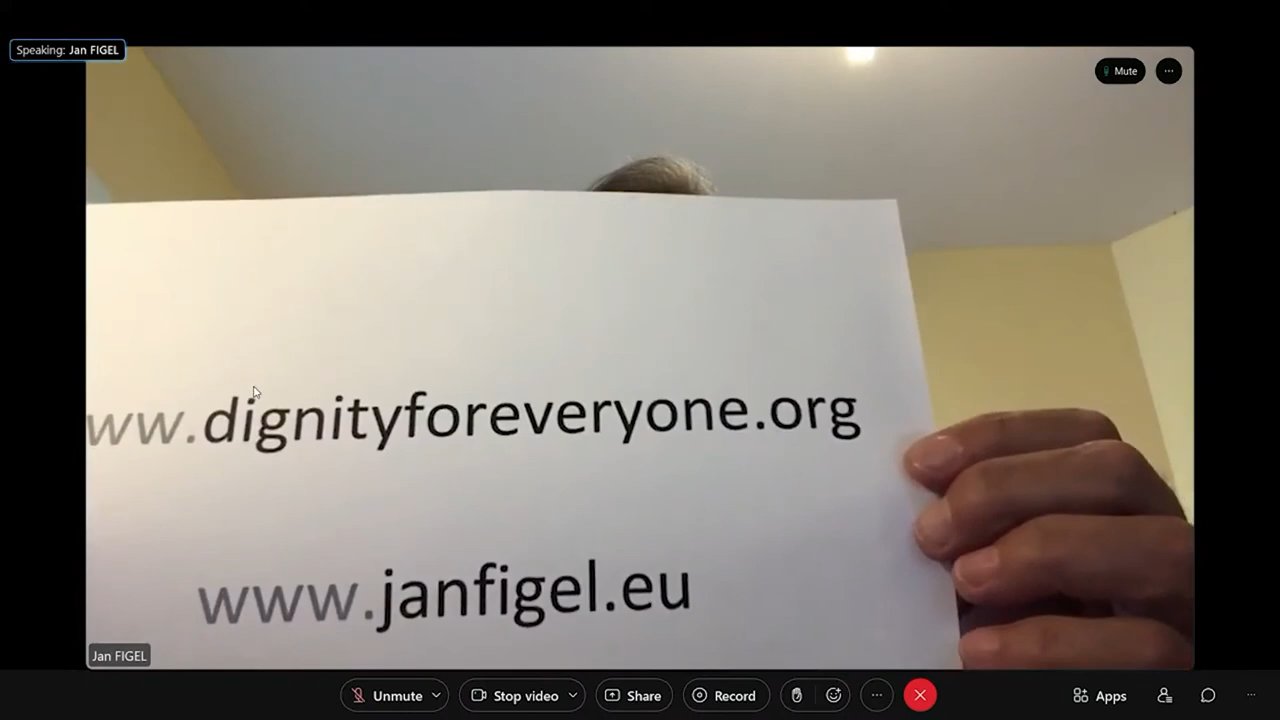 Speaking: Jan FIGEL
Mute
ww.dignityforeveryone.org
www.janfigel.eu
Jan FIGEL
Unmute
Stop video
Share
Record
Apps